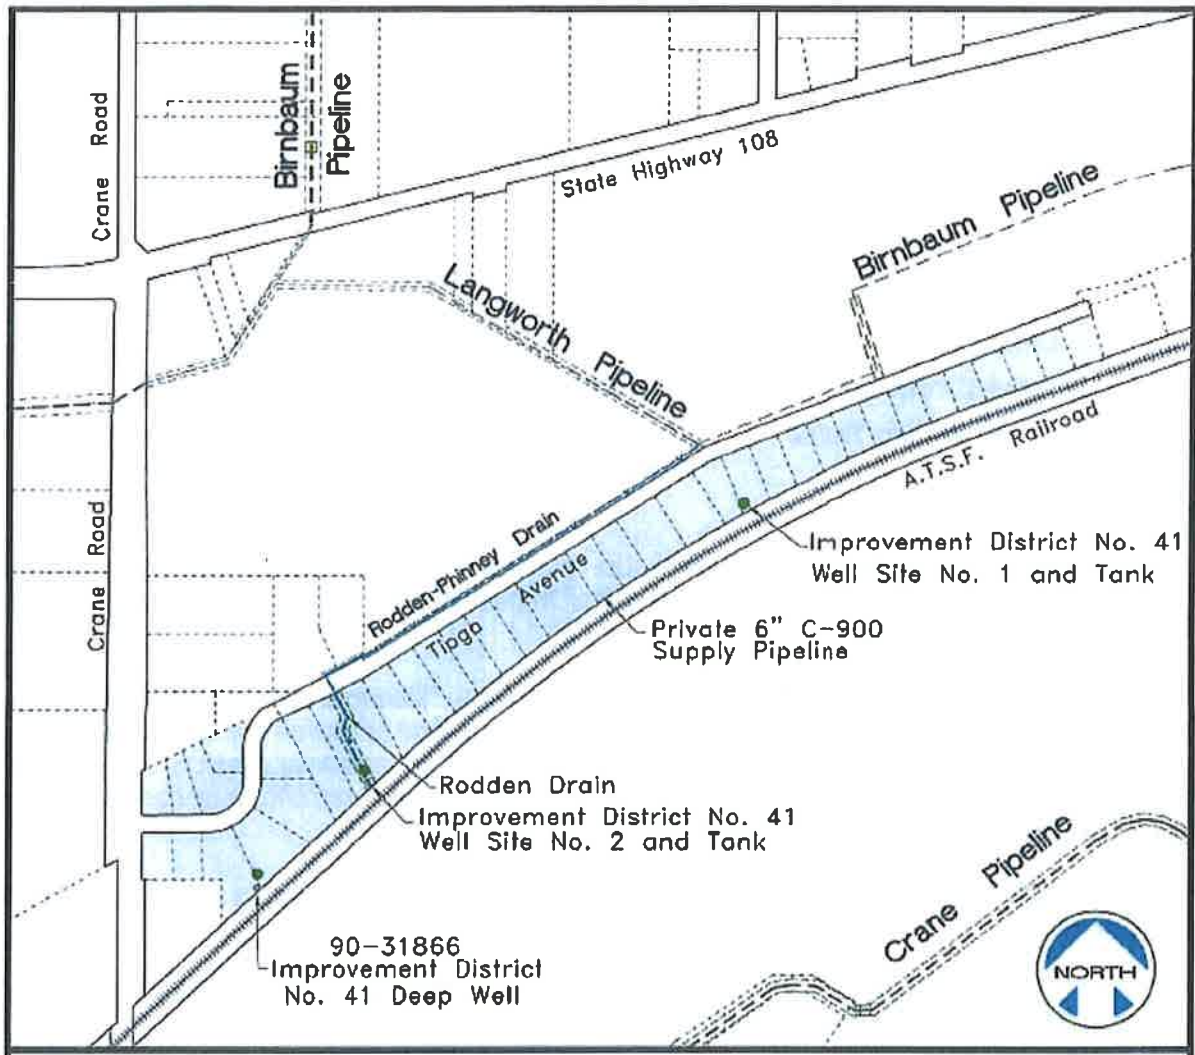 Crane Road
Birnbaum
Pipeline
State Highway 108
Birnbaum Pipeline
Langworth Pipeline
A.T.S.F. Railroad
Crane Road
Rodden-Phinney Drain
Tioga Avenue
Improvement District No. 41
Well Site No. 1 and Tank
Private 6" C-900
Supply Pipeline
Rodden Drain
Improvement District No. 41
Well Site No. 2 and Tank
Crane Pipeline
90-31866
Improvement District
No. 41 Deep Well
NORTH